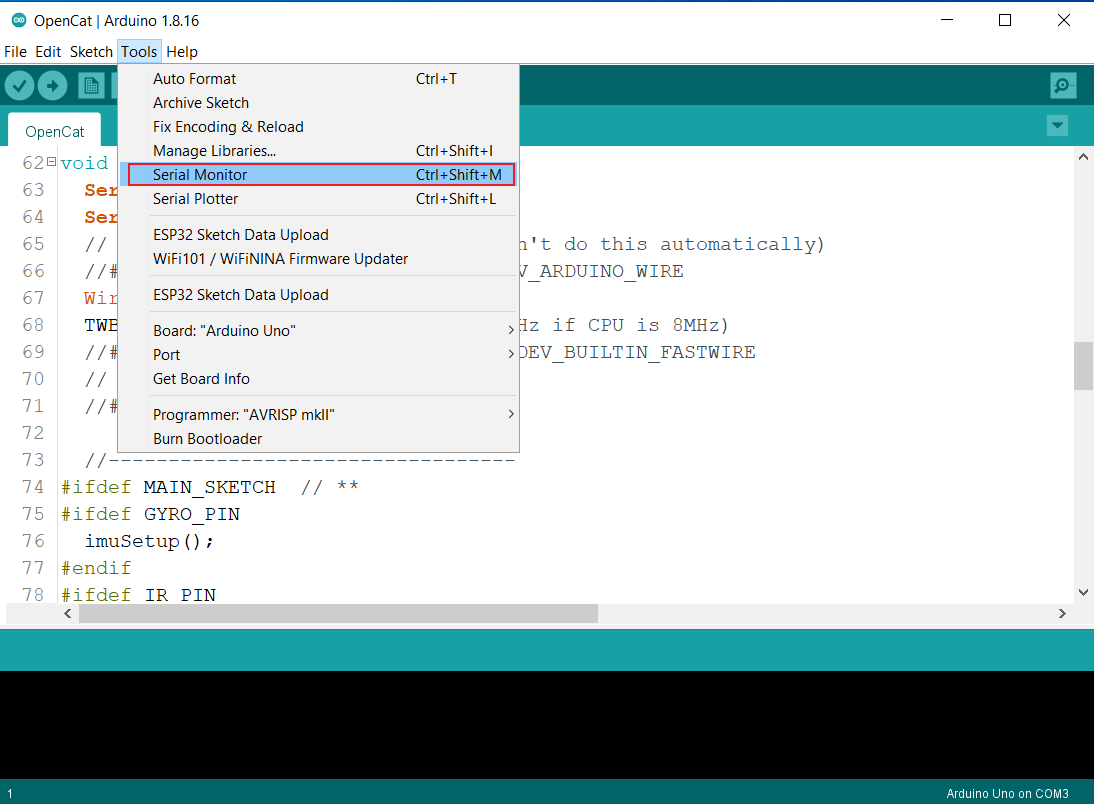 OpenCat | Arduino 1.8.16
File Edit Sketch Tools Help
Auto Format Ctrl+T
Archive Sketch
Fix Encoding & Reload
Manage Libraries... Ctrl+Shift+I
Serial Monitor Ctrl+Shift+M
Serial Plotter Ctrl+Shift+L
ESP32 Sketch Data Upload
WiFi101 / WiFiNINA Firmware Updater
ESP32 Sketch Data Upload
Board: "Arduino Uno"
Port
Get Board Info
Programmer: "AVRISP mkII"
Burn Bootloader
OpenCat
62 void
63 Ser
64 Ser
65 // n't do this automatically)
66 //# V_ARDUINO_WIRE
67 Wir
68 TWB Hz if CPU is 8MHz)
69 //# DEV_BUILTIN_FASTWIRE
70 //
71 //#
72
73 //----------------------------------
74 #ifdef MAIN_SKETCH // **
75 #ifdef GYRO_PIN
76 imuSetup();
77 #endif
78 #ifdef IR_PIN
1 Arduino Uno on COM3